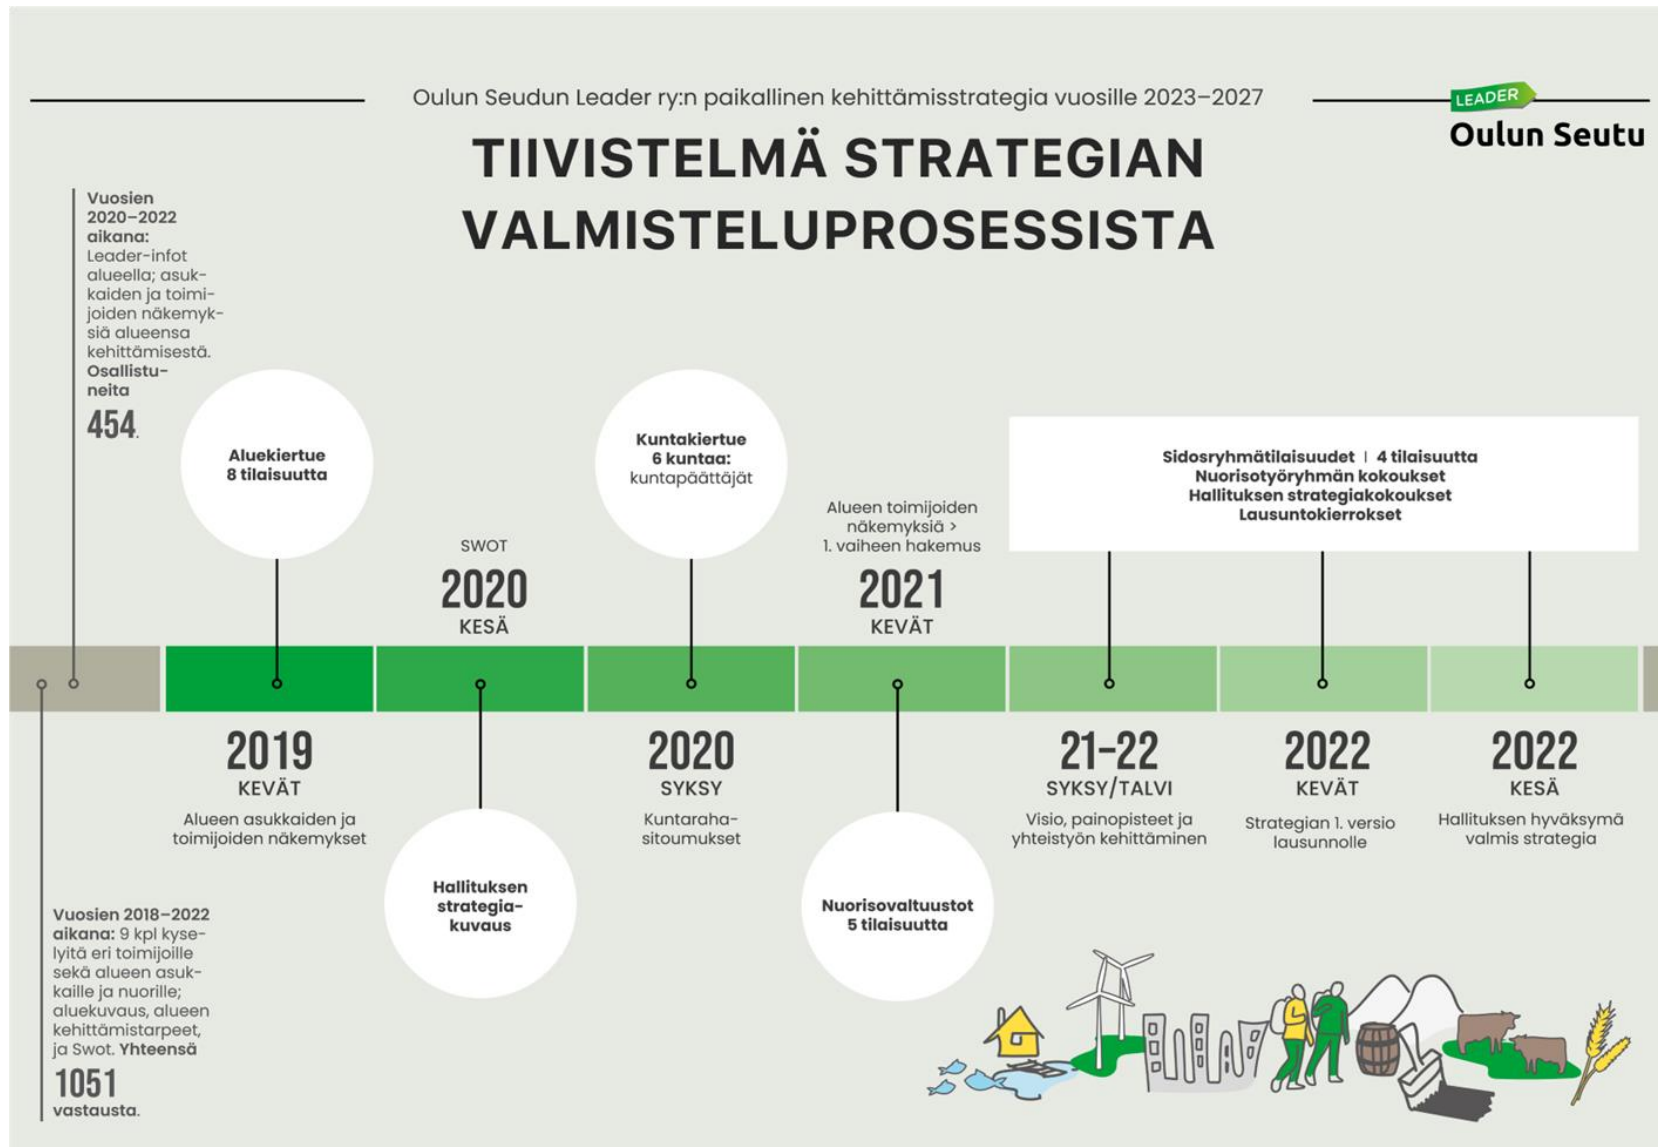 Oulun Seudun Leader ry:n paikallinen kehittämisstrategia vuosille 2023–2027
LEADER
Oulun Seutu
TIIVISTELMÄ STRATEGIAN
VALMISTELUPROSESSISTA
Vuosien
2020–2022
aikana:
Leader-infot
alueella; asuk-
kaiden ja toimi-
joiden näkemyk-
siä alueensa
kehittämisestä.
Osallistu-
neita
454.
Aluekiertue
8 tilaisuutta
SWOT
2020
KESÄ
Kuntakiertue
6 kuntaa:
kuntapäättäjät
Alueen toimijoiden
näkemyksiä >
1. vaiheen hakemus
2021
KEVÄT
Sidosryhmätilaisuudet | 4 tilaisuutta
Nuorisotyöryhmän kokoukset
Hallituksen strategiakokoukset
Lausuntokierrokset
2019
KEVÄT
Alueen asukkaiden ja
toimijoiden näkemykset
Hallituksen
strategia-
kuvaus
2020
SYKSY
Kuntaraha-
sitoumukset
Nuorisovaltuustot
5 tilaisuutta
21–22
SYKSY/TALVI
Visio, painopisteet ja
yhteistyön kehittäminen
2022
KEVÄT
Strategian 1. versio
lausunnolle
2022
KESÄ
Hallituksen hyväksymä
valmis strategia
Vuosien 2018–2022
aikana: 9 kpl kyse-
lyitä eri toimijoille
sekä alueen asuk-
kaille ja nuorille;
aluekuvaus, alueen
kehittämistarpeet,
ja Swot. Yhteensä
1051
vastausta.